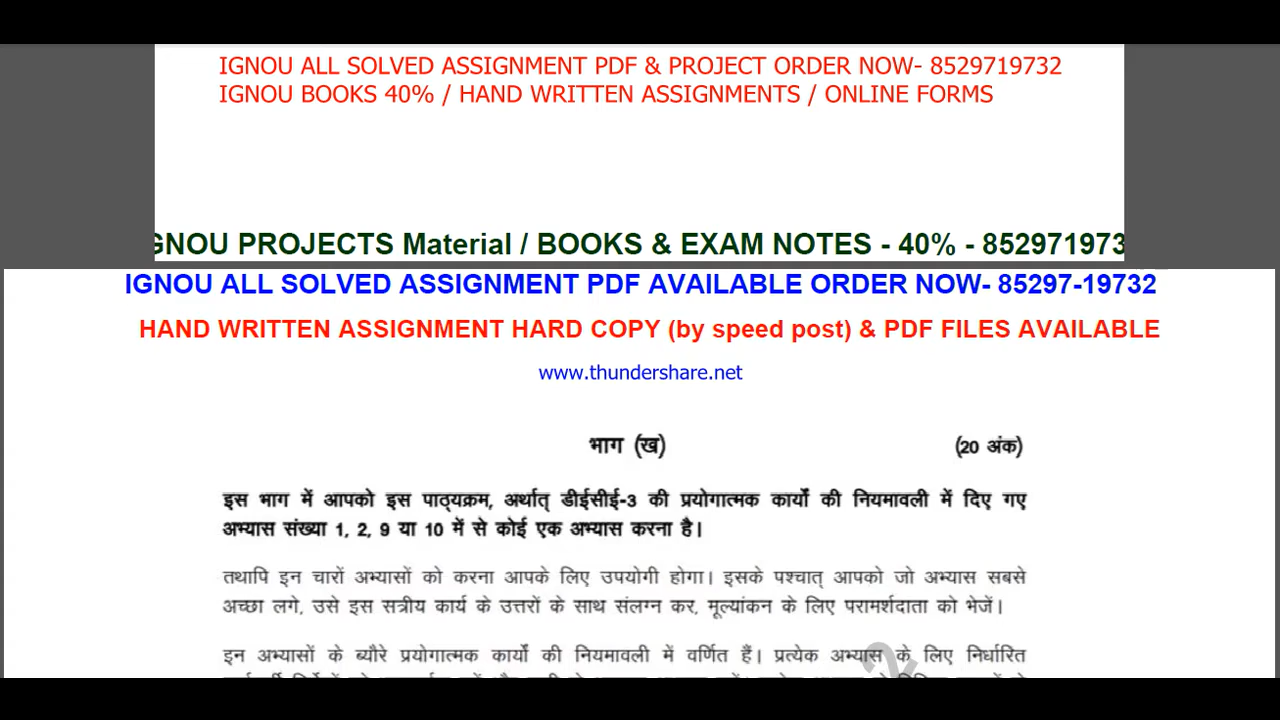 IGNOU ALL SOLVED ASSIGNMENT PDF & PROJECT ORDER NOW- 8529719732
IGNOU BOOKS 40% / HAND WRITTEN ASSIGNMENTS / ONLINE FORMS
GNOU PROJECTS Material / BOOKS & EXAM NOTES - 40% - 852971973
IGNOU ALL SOLVED ASSIGNMENT PDF AVAILABLE ORDER NOW- 85297-19732
HAND WRITTEN ASSIGNMENT HARD COPY (by speed post) & PDF FILES AVAILABLE
www.thundershare.net
भाग (ख) (20 अंक)
इस भाग में आपको इस पाठ्यक्रम, अर्थात् डीईसीई-3 की प्रयोगात्मक कार्यों की नियमावली में दिए गए
अभ्यास संख्या 1, 2, 9 या 10 में से कोई एक अभ्यास करना है।
तथापि इन चारों अभ्यासों को करना आपके लिए उपयोगी होगा। इसके पश्चात् आपको जो अभ्यास सबसे
अच्छा लगे, उसे इस सत्रीय कार्य के उत्तरों के साथ संलग्न कर, मूल्यांकन के लिए परामर्शदाता को भेजें।
इन अभ्यासों के ब्यौरे प्रयोगात्मक कार्यों की नियमावली में वर्णित हैं। प्रत्येक अभ्यास के लिए निर्धारित